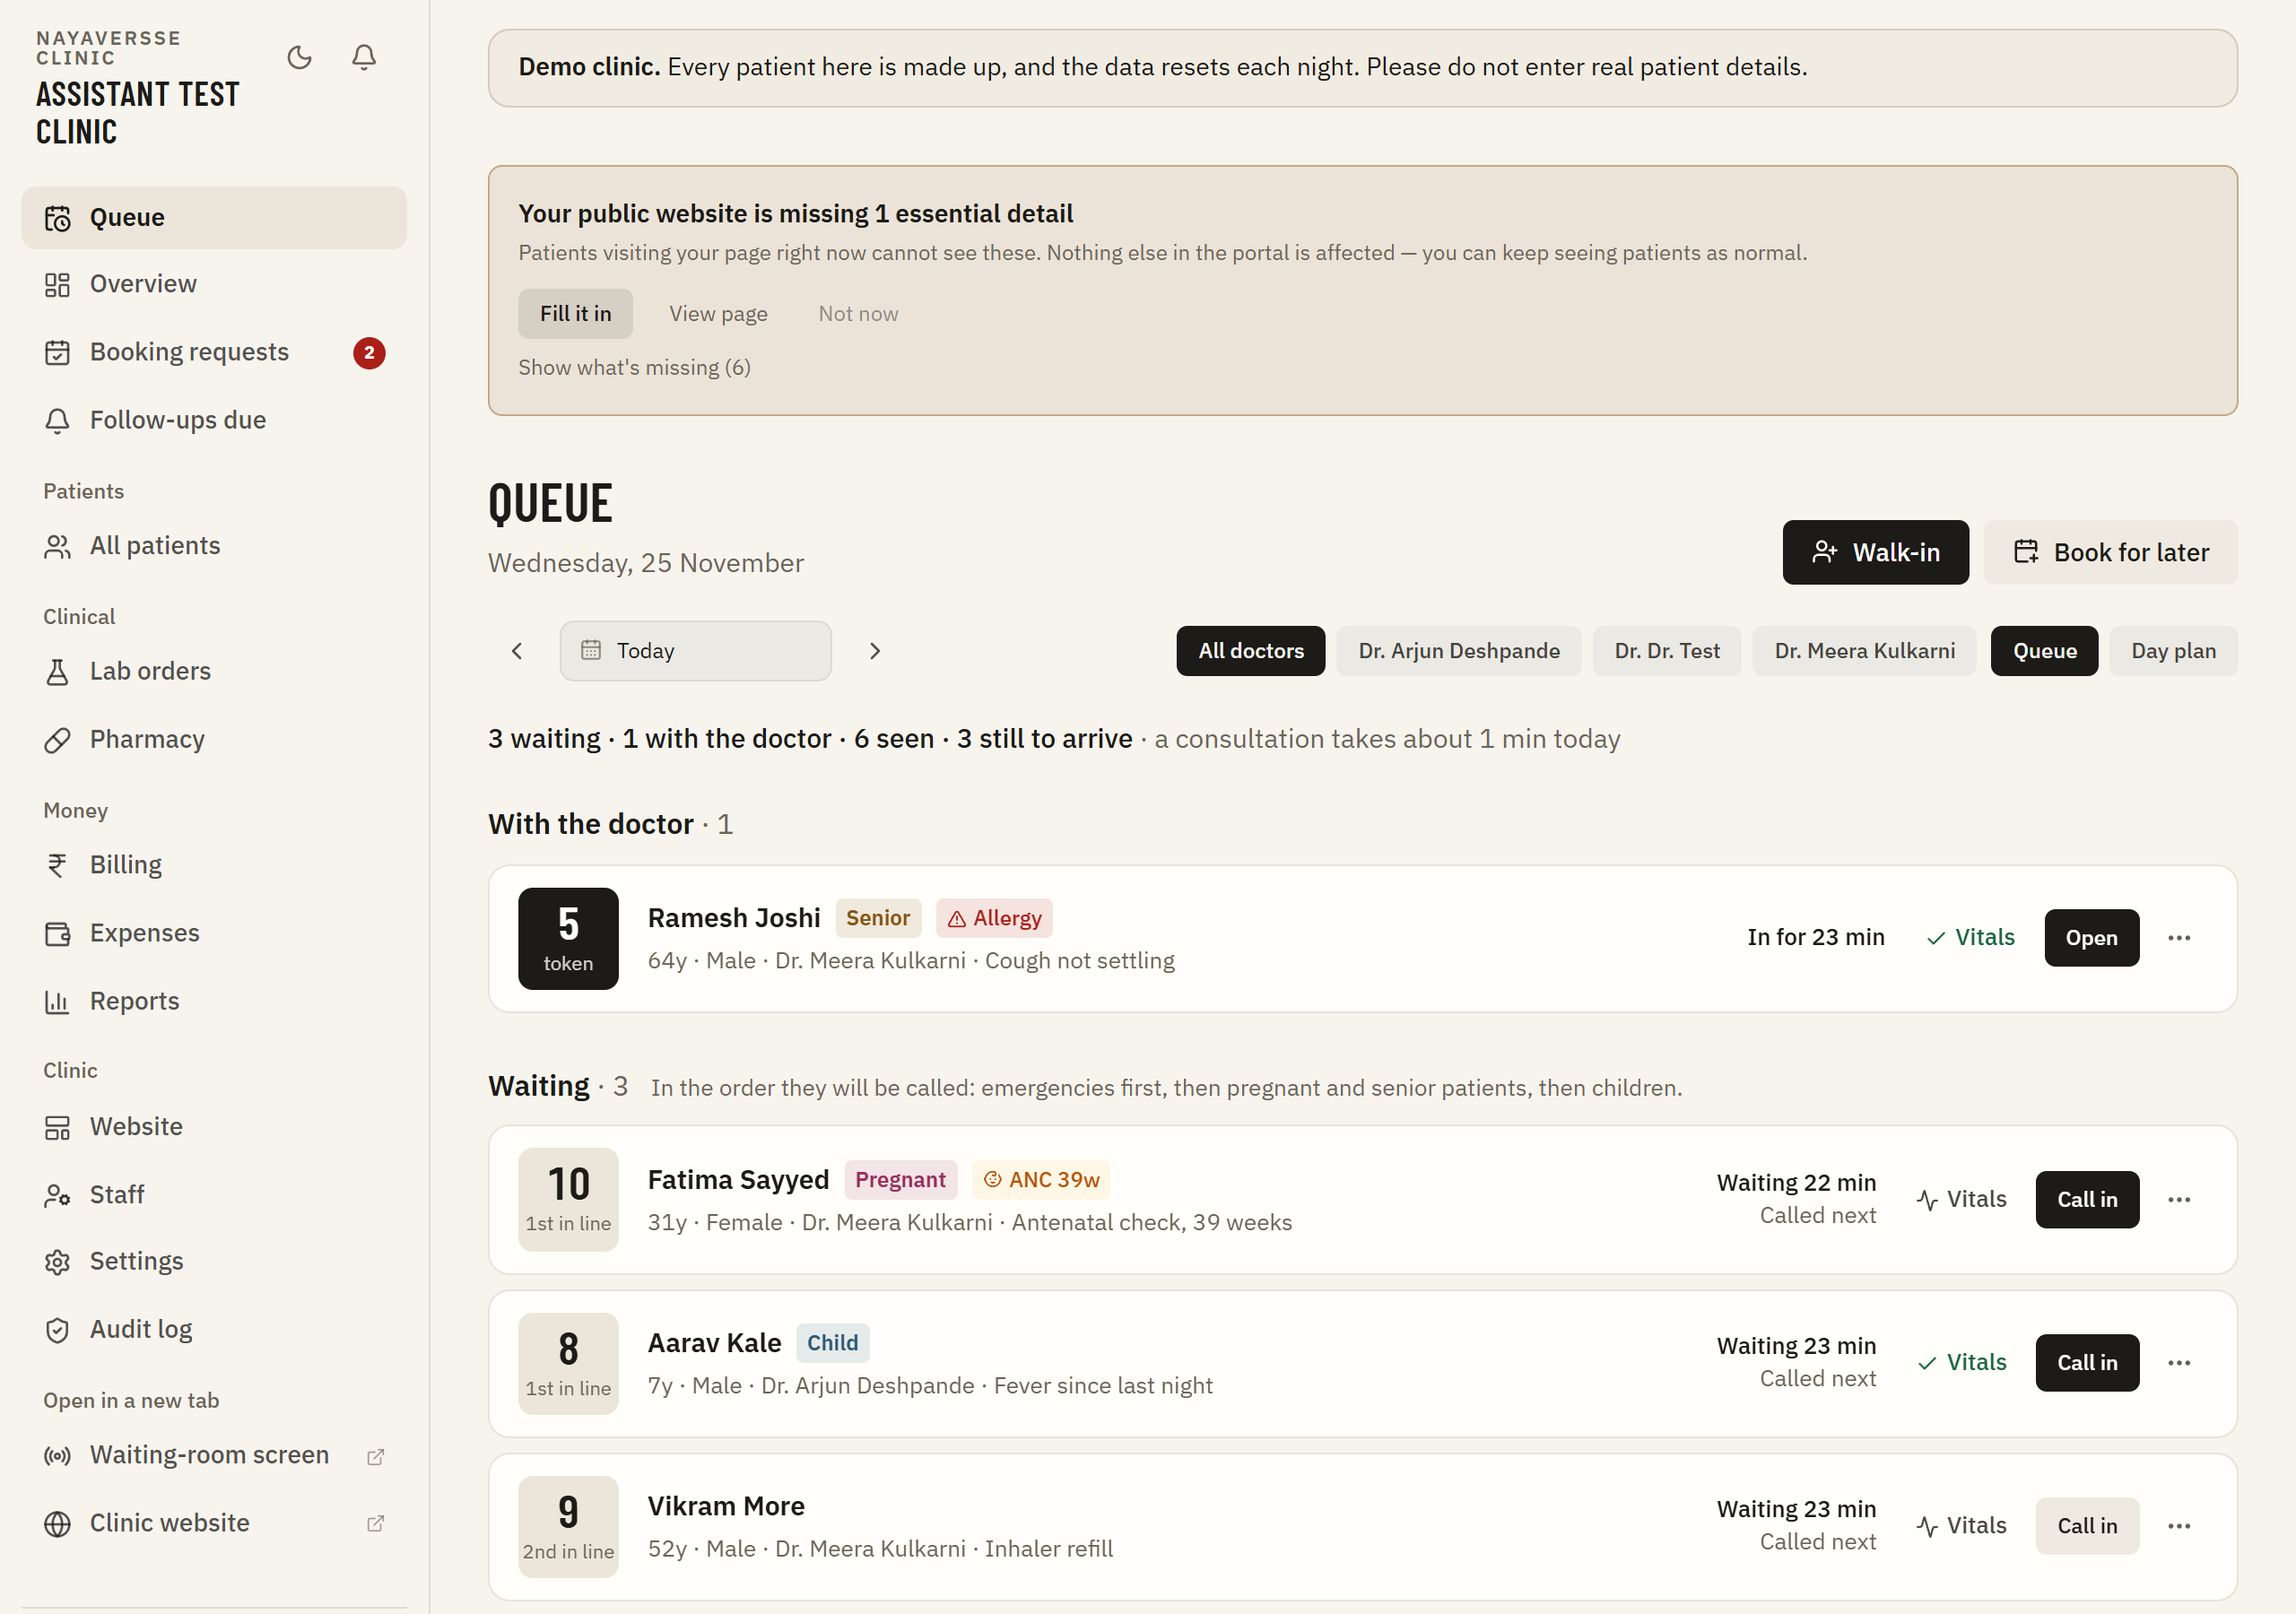 NAYAVERSSE
CLINIC
ASSISTANT TEST
CLINIC
Queue
Overview
Booking requests 2
Follow-ups due
Patients
All patients
Clinical
Lab orders
Pharmacy
Money
Billing
Expenses
Reports
Clinic
Website
Staff
Settings
Audit log
Open in a new tab
Waiting-room screen
Clinic website
Demo clinic. Every patient here is made up, and the data resets each night. Please do not enter real patient details.
Your public website is missing 1 essential detail
Patients visiting your page right now cannot see these. Nothing else in the portal is affected — you can keep seeing patients as normal.
Fill it in View page Not now
Show what's missing (6)
QUEUE
Wednesday, 25 November
Walk-in Book for later
Today
All doctors Dr. Arjun Deshpande Dr. Dr. Test Dr. Meera Kulkarni Queue Day plan
3 waiting · 1 with the doctor · 6 seen · 3 still to arrive · a consultation takes about 1 min today
With the doctor · 1
5
token
Ramesh Joshi Senior Allergy
64y · Male · Dr. Meera Kulkarni · Cough not settling
In for 23 min Vitals Open
Waiting · 3 In the order they will be called: emergencies first, then pregnant and senior patients, then children.
10
1st in line
Fatima Sayyed Pregnant ANC 39w
31y · Female · Dr. Meera Kulkarni · Antenatal check, 39 weeks
Waiting 22 min
Called next
Vitals Call in
8
1st in line
Aarav Kale Child
7y · Male · Dr. Arjun Deshpande · Fever since last night
Waiting 23 min
Called next
Vitals Call in
9
2nd in line
Vikram More
52y · Male · Dr. Meera Kulkarni · Inhaler refill
Waiting 23 min
Called next
Vitals Call in